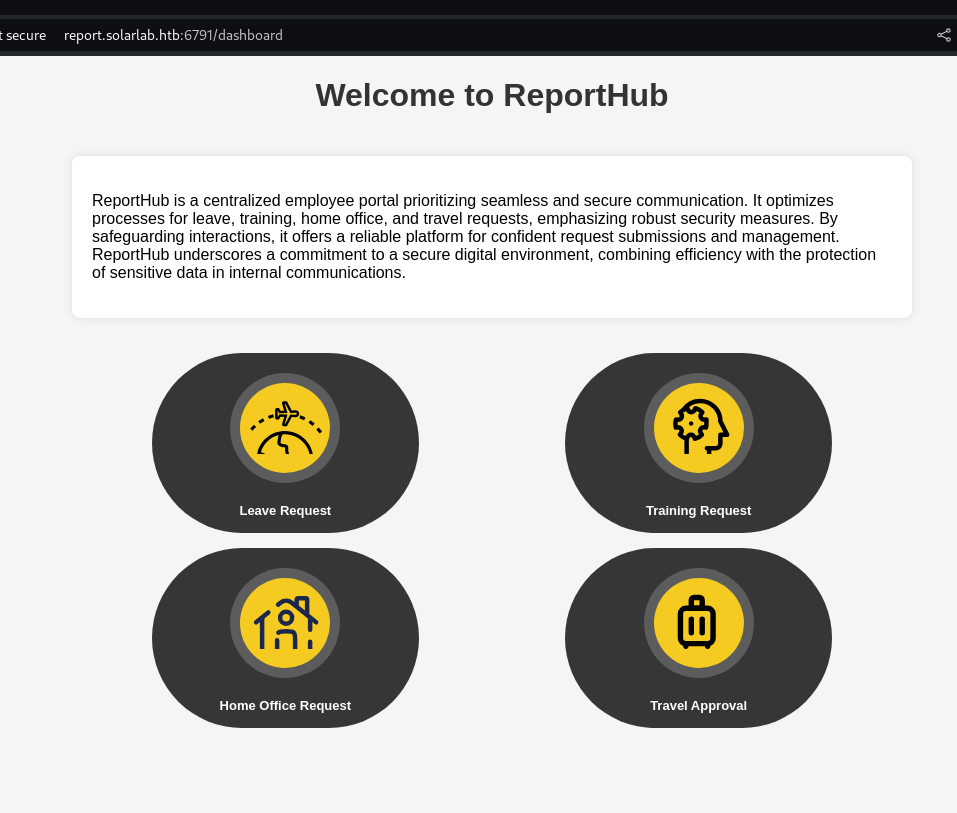 t secure report.solarlab.htb:6791/dashboard
Welcome to ReportHub
ReportHub is a centralized employee portal prioritizing seamless and secure communication. It optimizes
processes for leave, training, home office, and travel requests, emphasizing robust security measures. By
safeguarding interactions, it offers a reliable platform for confident request submissions and management.
ReportHub underscores a commitment to a secure digital environment, combining efficiency with the protection
of sensitive data in internal communications.
Leave Request
Training Request
Home Office Request
Travel Approval